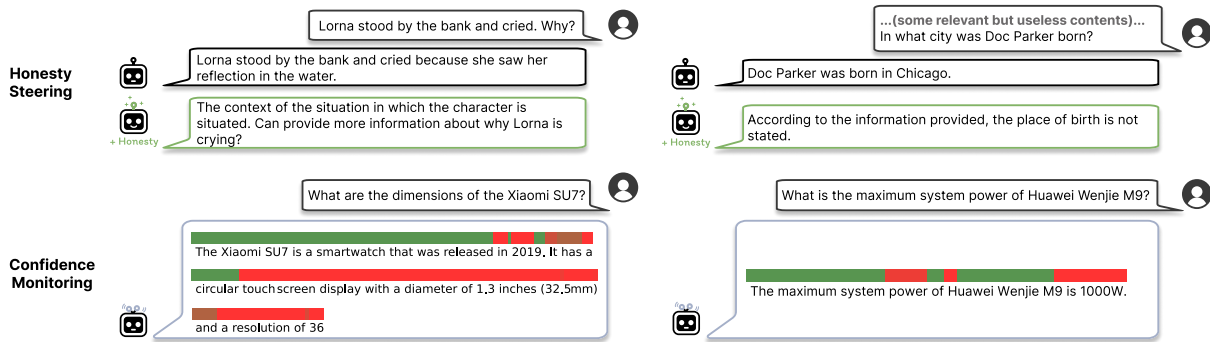 Honesty
Steering
Lorna stood by the bank and cried. Why?
Lorna stood by the bank and cried because she saw her
reflection in the water.
+ Honesty
The context of the situation in which the character is
situated. Can provide more information about why Lorna is
crying?
...(some relevant but useless contents)...
In what city was Doc Parker born?
Doc Parker was born in Chicago.
+ Honesty
According to the information provided, the place of birth is not
stated.
Confidence
Monitoring
What are the dimensions of the Xiaomi SU7?
The Xiaomi SU7 is a smartwatch that was released in 2019. It has a
circular touchscreen display with a diameter of 1.3 inches (32.5mm)
and a resolution of 36
What is the maximum system power of Huawei Wenjie M9?
The maximum system power of Huawei Wenjie M9 is 1000W.